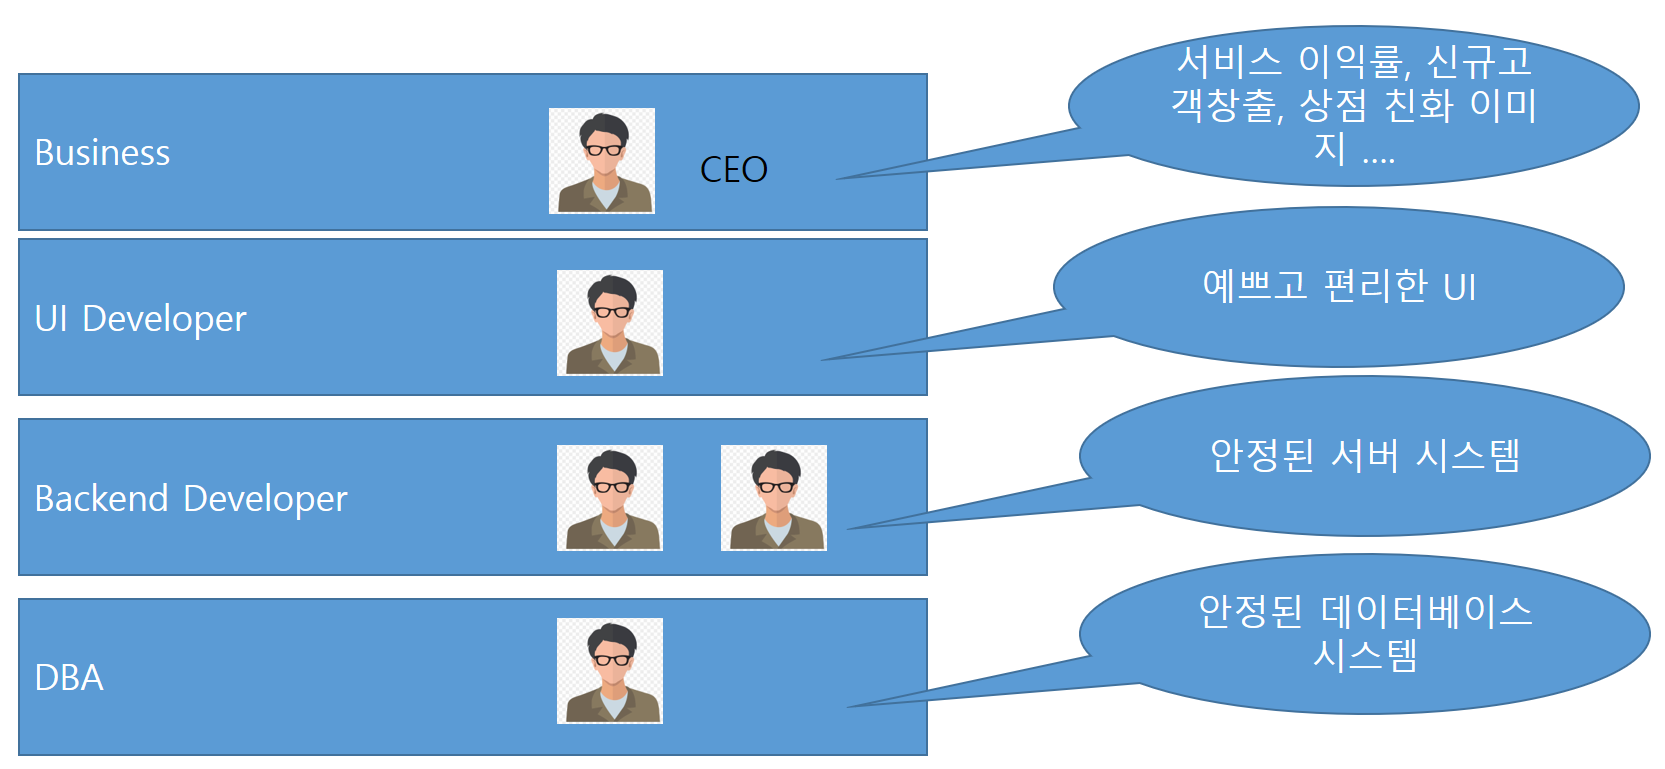 Business
CEO
서비스 이익률, 신규고
객창출, 상점 친화 이미
지 ....
UI Developer
예쁘고 편리한 UI
Backend Developer
안정된 서버 시스템
DBA
안정된 데이터베이스
시스템